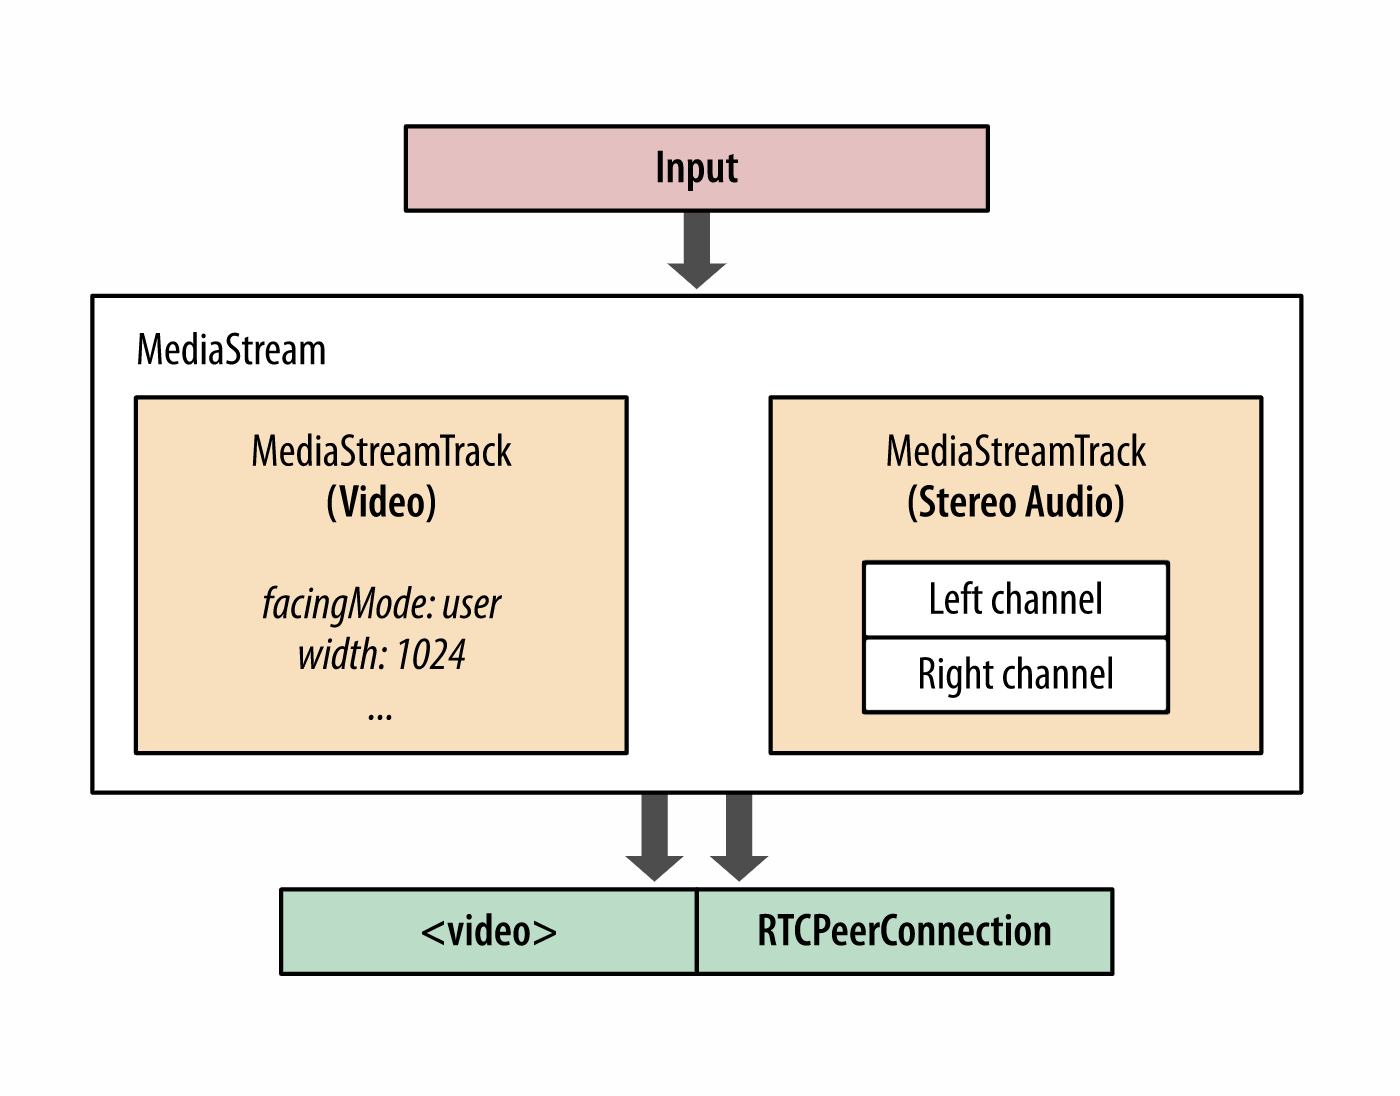 Input
MediaStream
MediaStreamTrack
(Video)
facingMode: user
width: 1024
...
MediaStreamTrack
(Stereo Audio)
Left channel
Right channel
<video>
RTCPeerConnection